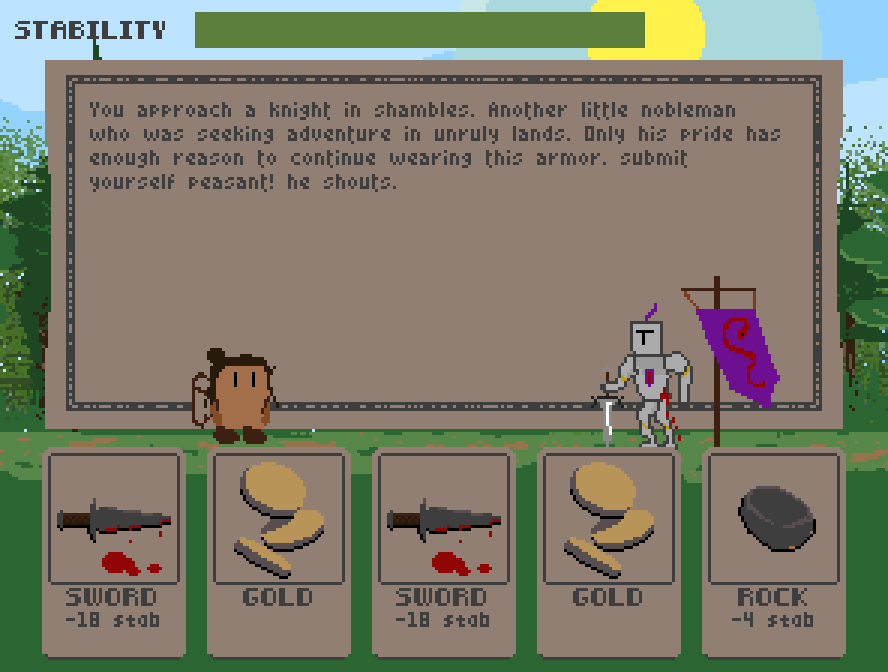 STABILITY
You approach a knight in shambles. Another little nobleman
who was seeking adventure in unruly lands. Only his pride has
enough reason to continue wearing this armor. submit
yourself peasant! he shouts.
SWORD
-18 stab
GOLD
SWORD
-18 stab
GOLD
ROCK
-4 stab